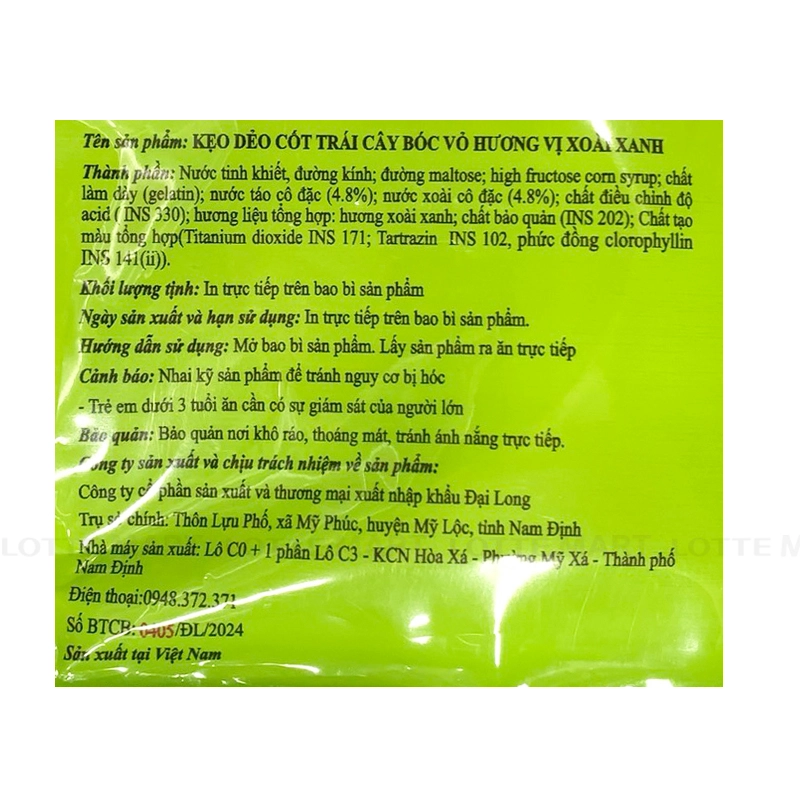 Tên sản phẩm: KẸO DẺO CỐT TRÁI CÂY BÓC VỎ HƯƠNG VỊ XOÀI XANH
Thành phần: Nước tinh khiết, đường kính; đường maltose; high fructose corn syrup; chất
làm dày (gelatin); nước táo cô đặc (4.8%); nước xoài cô đặc (4.8%); chất điều chỉnh độ
acid ( INS 330); hương liệu tổng hợp: hương xoài xanh; chất bảo quản (INS 202); Chất tạo
màu tổng hợp(Titanium dioxide INS 171; Tartrazin INS 102, phức đồng clorophyllin
INS 141(ii)).
Khối lượng tịnh: In trực tiếp trên bao bì sản phẩm
Ngày sản xuất và hạn sử dụng: In trực tiếp trên bao bì sản phẩm.
Hướng dẫn sử dụng: Mở bao bì sản phẩm. Lấy sản phẩm ra ăn trực tiếp
Cảnh báo: Nhai kỹ sản phẩm để tránh nguy cơ bị hóc
- Trẻ em dưới 3 tuổi ăn cần có sự giám sát của người lớn
Bảo quản: Bảo quản nơi khô ráo, thoáng mát, tránh ánh nắng trực tiếp.
Công ty sản xuất và chịu trách nhiệm về sản phẩm:
Công ty cổ phần sản xuất và thương mại xuất nhập khẩu Đại Long
Trụ sở chính: Thôn Lựu Phố, xã Mỹ Phúc, huyện Mỹ Lộc, tỉnh Nam Định
Nhà máy sản xuất: Lô C0 + 1 phần Lô C3 - KCN Hòa Xá - Phường Mỹ Xá - Thành phố
Nam Định
Điện thoại:0948.372.371
Số BTCB: 0405/ĐL/2024
Sản xuất tại Việt Nam
LOTTE M